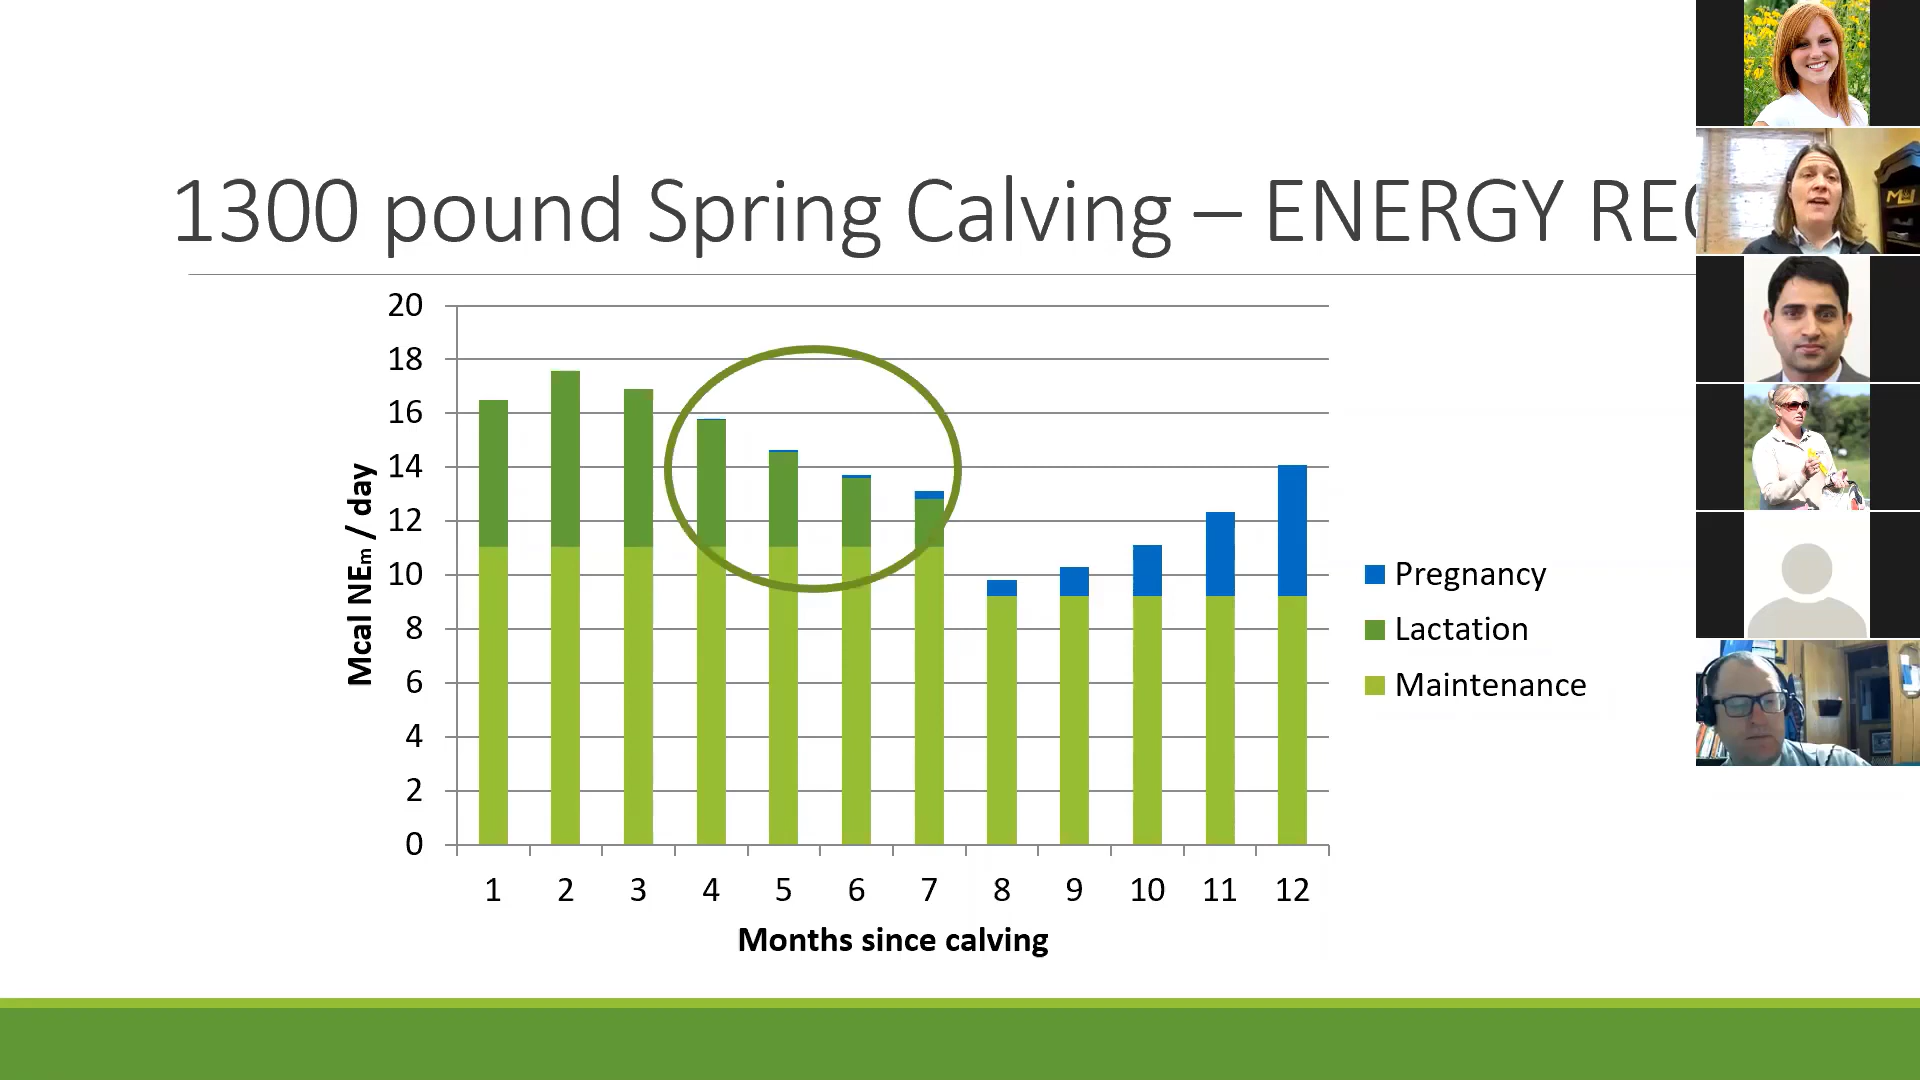 1300 pound Spring Calving – ENERGY
20
18
16
14
12
10
8
6
4
2
0
Mcal NEm / day
1 2 3 4 5 6 7 8 9 10 11 12
Months since calving
Pregnancy
Lactation
Maintenance